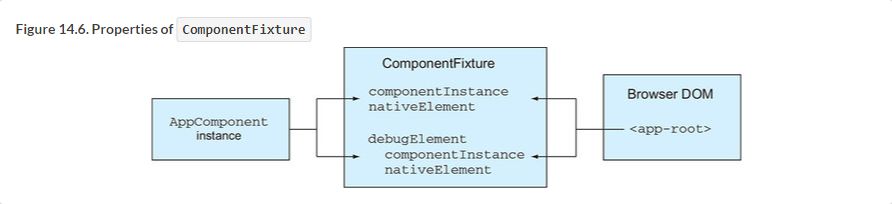 Figure 14.6. Properties of ComponentFixture
ComponentFixture
componentInstance
nativeElement
debugElement
componentInstance
nativeElement
AppComponent
instance
Browser DOM
<app-root>